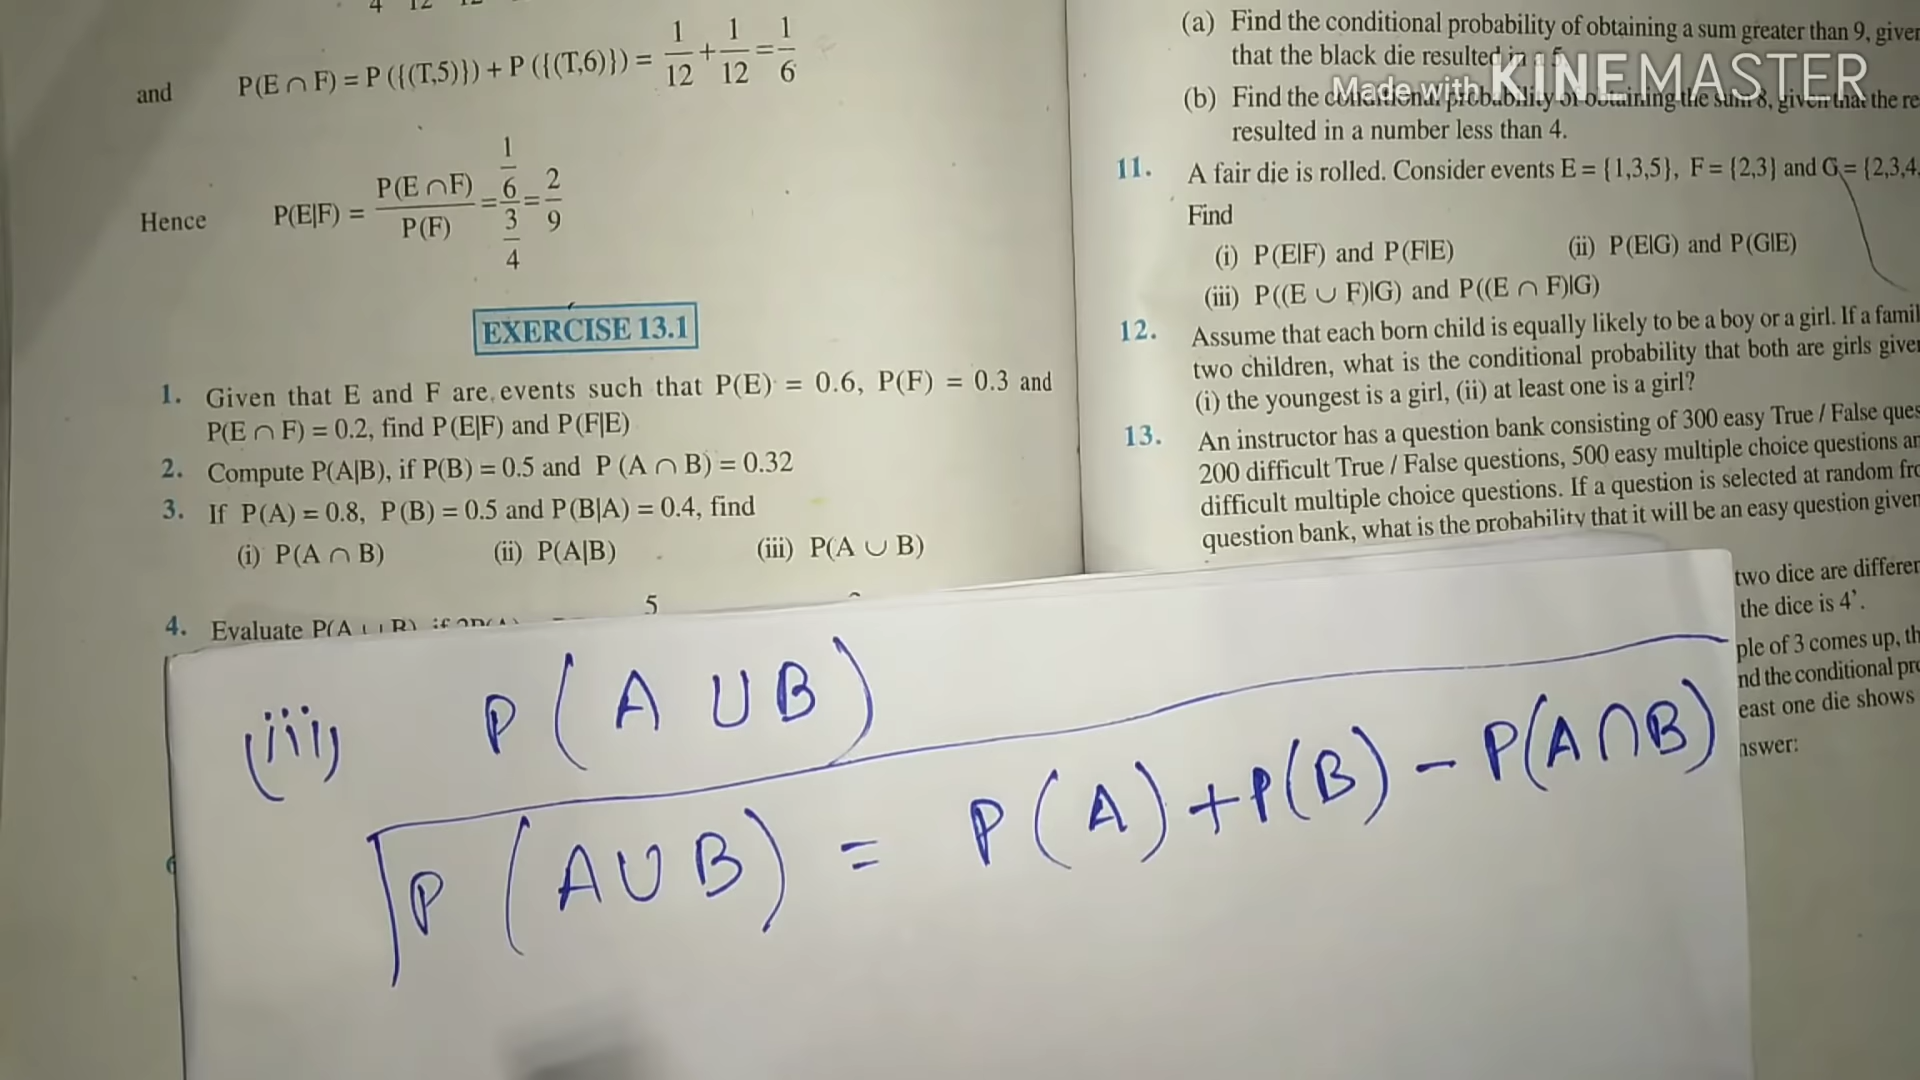 and P(E ∩ F) = P ({(T,5)}) + P ({(T,6)}) = 1/12 + 1/12 = 1/6
Hence P(E|F) = P(E ∩ F)/P(F) = (1/6)/(3/4) = 2/9
EXERCISE 13.1
1. Given that E and F are events such that P(E) = 0.6, P(F) = 0.3 and
P(E ∩ F) = 0.2, find P(E|F) and P(F|E)
2. Compute P(A|B), if P(B) = 0.5 and P (A ∩ B) = 0.32
3. If P(A) = 0.8, P(B) = 0.5 and P(B|A) = 0.4, find
(i) P(A ∩ B) (ii) P(A|B) (iii) P(A ∪ B)
4. Evaluate P(A ∪ B) if 5
(a) Find the conditional probability of obtaining a sum greater than 9, given
that the black die resulted in a 5.
Made with KINEMASTER
(b) Find the conditional probability of obtaining the sum 8, given that the re
resulted in a number less than 4.
11. A fair die is rolled. Consider events E = {1,3,5}, F = {2,3} and G = {2,3,4,
Find
(i) P(E|F) and P(F|E) (ii) P(E|G) and P(G|E)
(iii) P((E ∪ F)|G) and P((E ∩ F)|G)
12. Assume that each born child is equally likely to be a boy or a girl. If a famil
two children, what is the conditional probability that both are girls given
(i) the youngest is a girl, (ii) at least one is a girl?
13. An instructor has a question bank consisting of 300 easy True / False ques
200 difficult True / False questions, 500 easy multiple choice questions an
difficult multiple choice questions. If a question is selected at random fro
question bank, what is the probability that it will be an easy question given
two dice are differen
the dice is 4'.
ple of 3 comes up, th
nd the conditional pro
east one die shows
nswer:
(iii) P(A ∪ B)
P(A∪B) = P(A) + P(B) - P(A∩B)